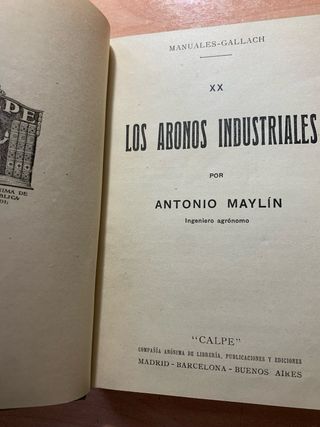 MANUALES-GALLACH
XX
LOS ABONOS INDUSTRIALES
POR
ANTONIO MAYLÍN
Ingeniero agrónomo
"CALPE"
COMPAÑÍA ANÓNIMA DE LIBRERÍA, PUBLICACIONES Y EDICIONES
MADRID - BARCELONA - BUENOS AIRES